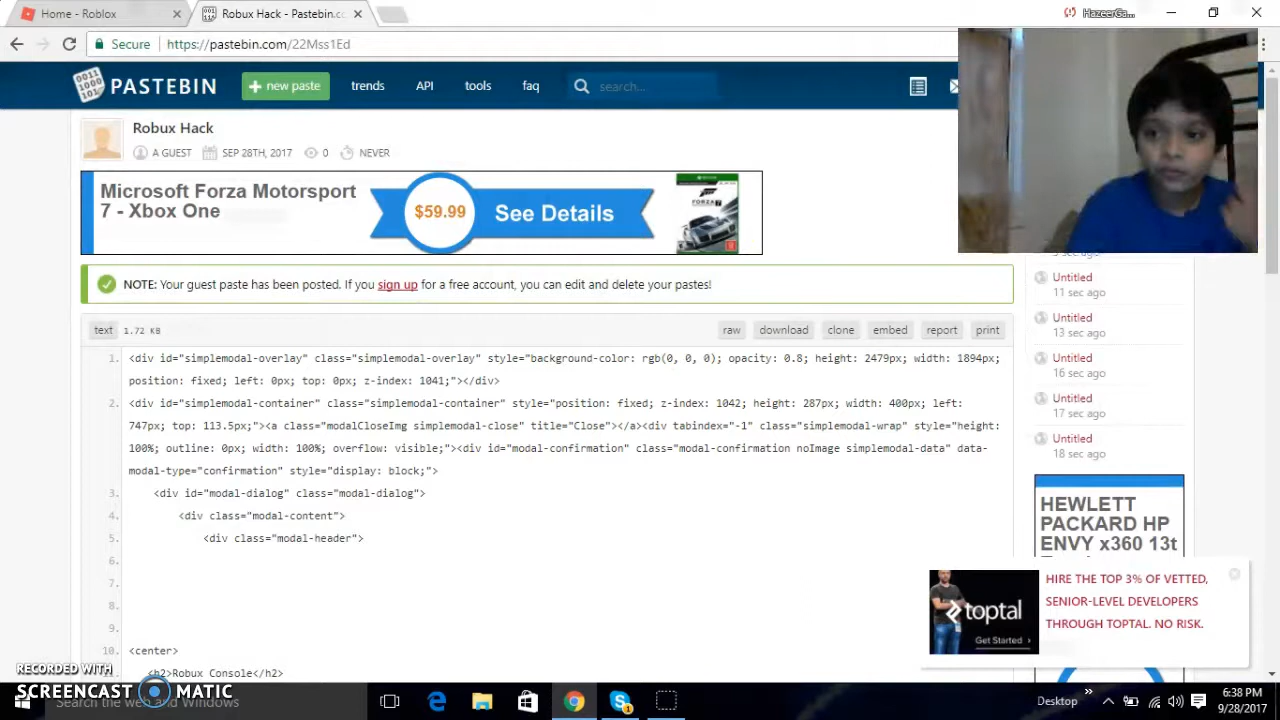 Home - Roblox
Robux Hack - Pastebin.co
HazeerGa...
Secure
https://pastebin.com/22Mss1Ed
PASTEBIN
+ new paste
trends
API
tools
faq
search...
Robux Hack
A GUEST
SEP 28TH, 2017
0
NEVER
Microsoft Forza Motorsport
7 - Xbox One
$59.99
See Details
NOTE: Your guest paste has been posted. If you sign up for a free account, you can edit and delete your pastes!
text 1.72 KB
raw
download
clone
embed
report
print
1. <div id="simplemodal-overlay" class="simplemodal-overlay" style="background-color: rgb(0, 0, 0); opacity: 0.8; height: 2479px; width: 1894px;
position: fixed; left: 0px; top: 0px; z-index: 1041;"></div>
2. <div id="simplemodal-container" class="simplemodal-container" style="position: fixed; z-index: 1042; height: 287px; width: 400px; left:
747px; top: 113.5px;"><a class="modalCloseImg simplemodal-close" title="Close"></a><div tabindex="-1" class="simplemodal-wrap" style="height:
100%; outline: 0px; width: 100%; overflow: visible;"><div id="modal-confirmation" class="modal-confirmation noImage simplemodal-data" data-
modal-type="confirmation" style="display: block;">
3. <div id="modal-dialog" class="modal-dialog">
4. <div class="modal-content">
5. <div class="modal-header">
6.
7.
8.
9.
10. <center>
<h2>Robux Console</h2>
Untitled
11 sec ago
Untitled
13 sec ago
Untitled
16 sec ago
Untitled
17 sec ago
Untitled
18 sec ago
HEWLETT
PACKARD HP
ENVY x360 13t
toptal
Get Started ›
HIRE THE TOP 3% OF VETTED,
SENIOR-LEVEL DEVELOPERS
THROUGH TOPTAL. NO RISK.
RECORDED WITH
SCREENCAST MATIC
Search the web and Windows
Desktop
6:38 PM
9/28/2017